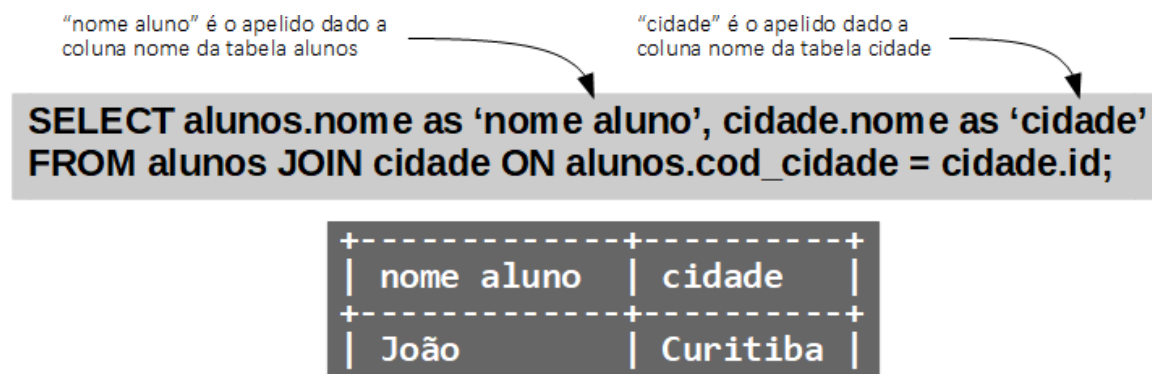 “nome aluno” é o apelido dado a
coluna nome da tabela alunos
“cidade” é o apelido dado a
coluna nome da tabela cidade
SELECT alunos.nome as ‘nome aluno’, cidade.nome as ‘cidade’
FROM alunos JOIN cidade ON alunos.cod_cidade = cidade.id;
+-------------+----------+
| nome aluno | cidade |
+-------------+----------+
| João | Curitiba |